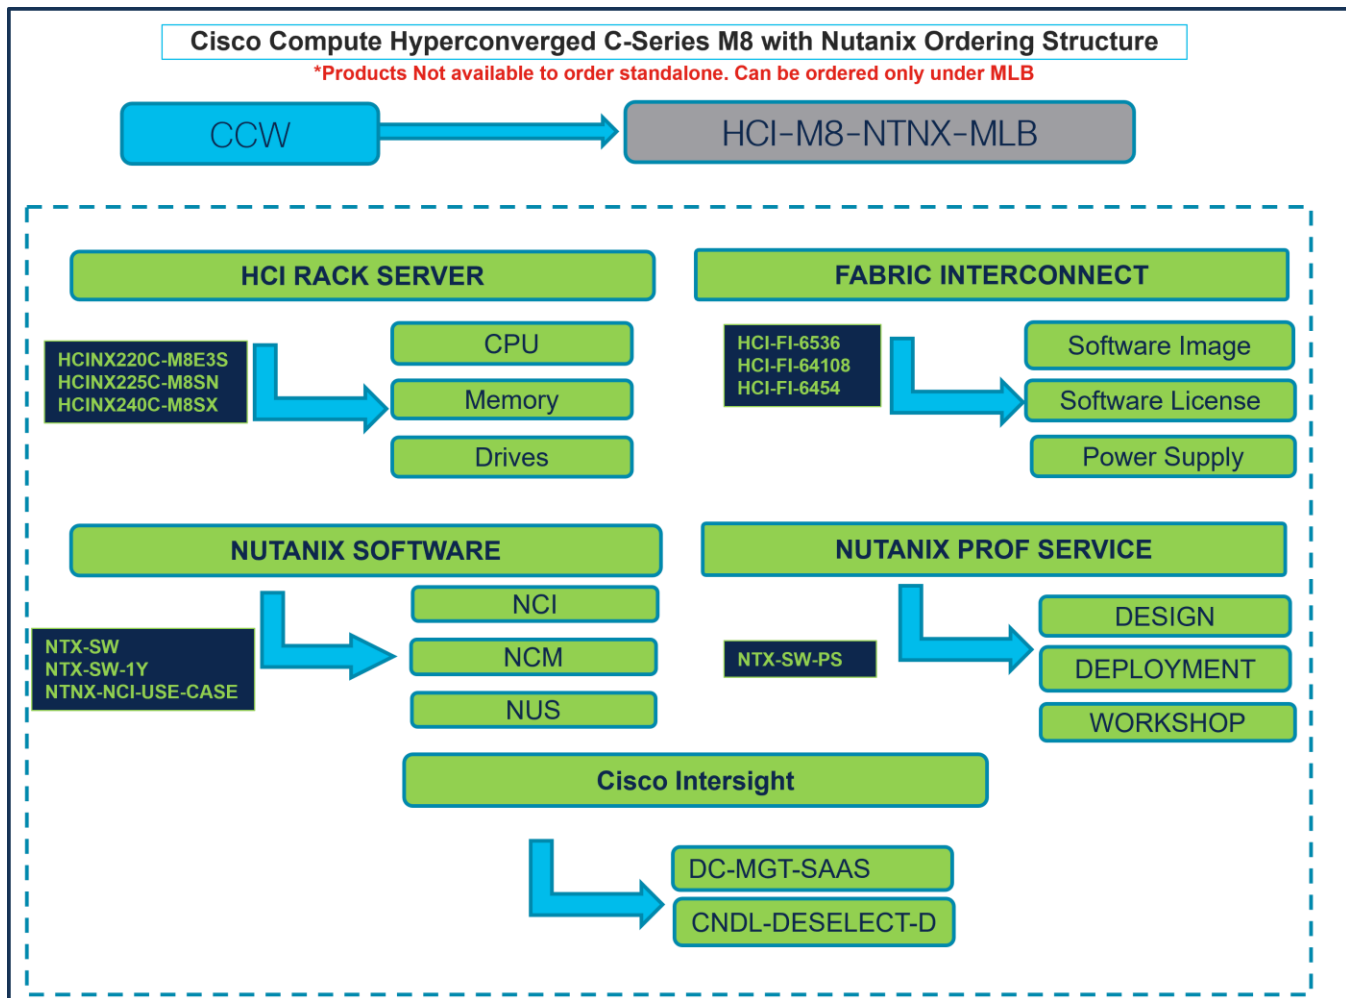 Cisco Compute Hyperconverged C-Series M8 with Nutanix Ordering Structure
*Products Not available to order standalone. Can be ordered only under MLB
CCW
HCI-M8-NTNX-MLB
HCI RACK SERVER
HCINX220C-M8E3S
HCINX225C-M8SN
HCINX240C-M8SX
CPU
Memory
Drives
FABRIC INTERCONNECT
HCI-FI-6536
HCI-FI-64108
HCI-FI-6454
Software Image
Software License
Power Supply
NUTANIX SOFTWARE
NTX-SW
NTX-SW-1Y
NTNX-NCI-USE-CASE
NCI
NCM
NUS
NUTANIX PROF SERVICE
NTX-SW-PS
DESIGN
DEPLOYMENT
WORKSHOP
Cisco Intersight
DC-MGT-SAAS
CNDL-DESELECT-D